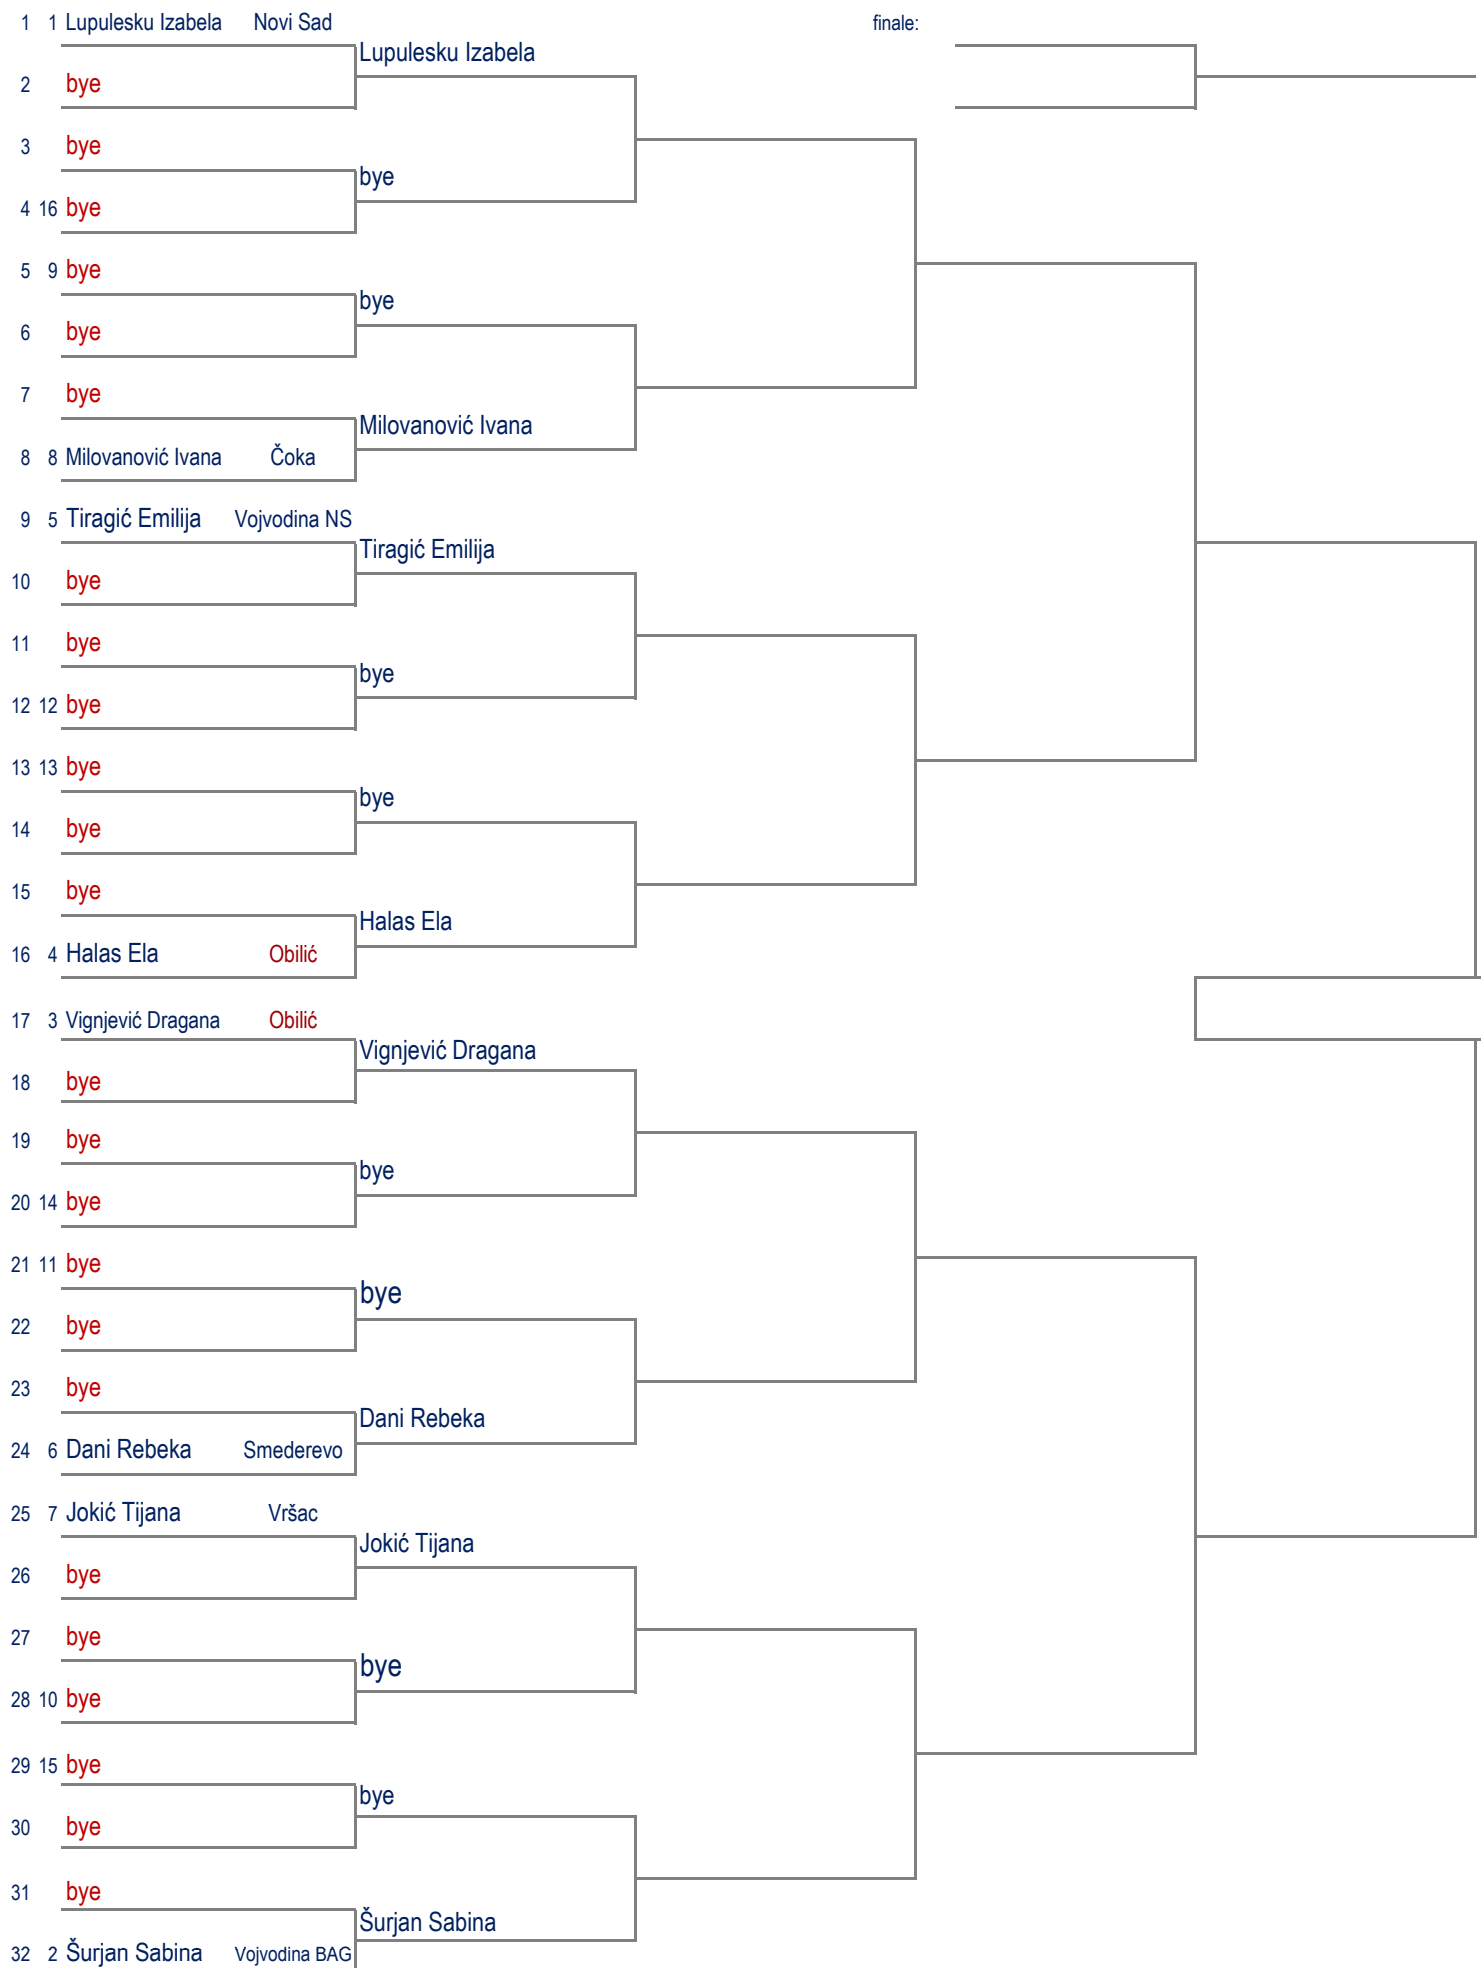 1 1 Lupulesku Izabela Novi Sad finale:
Lupulesku Izabela
2 bye
3 bye
bye
4 16 bye
5 9 bye
bye
6 bye
7 bye
Milovanović Ivana
8 8 Milovanović Ivana Čoka
9 5 Tiragić Emilija Vojvodina NS
Tiragić Emilija
10 bye
11 bye
bye
12 12 bye
13 13 bye
bye
14 bye
15 bye
Halas Ela
16 4 Halas Ela Obilić
17 3 Vignjević Dragana Obilić
Vignjević Dragana
18 bye
19 bye
bye
20 14 bye
21 11 bye
bye
22 bye
23 bye
Dani Rebeka
24 6 Dani Rebeka Smederevo
25 7 Jokić Tijana Vršac
Jokić Tijana
26 bye
27 bye
bye
28 10 bye
29 15 bye
bye
30 bye
31 bye
Šurjan Sabina
32 2 Šurjan Sabina Vojvodina BAG